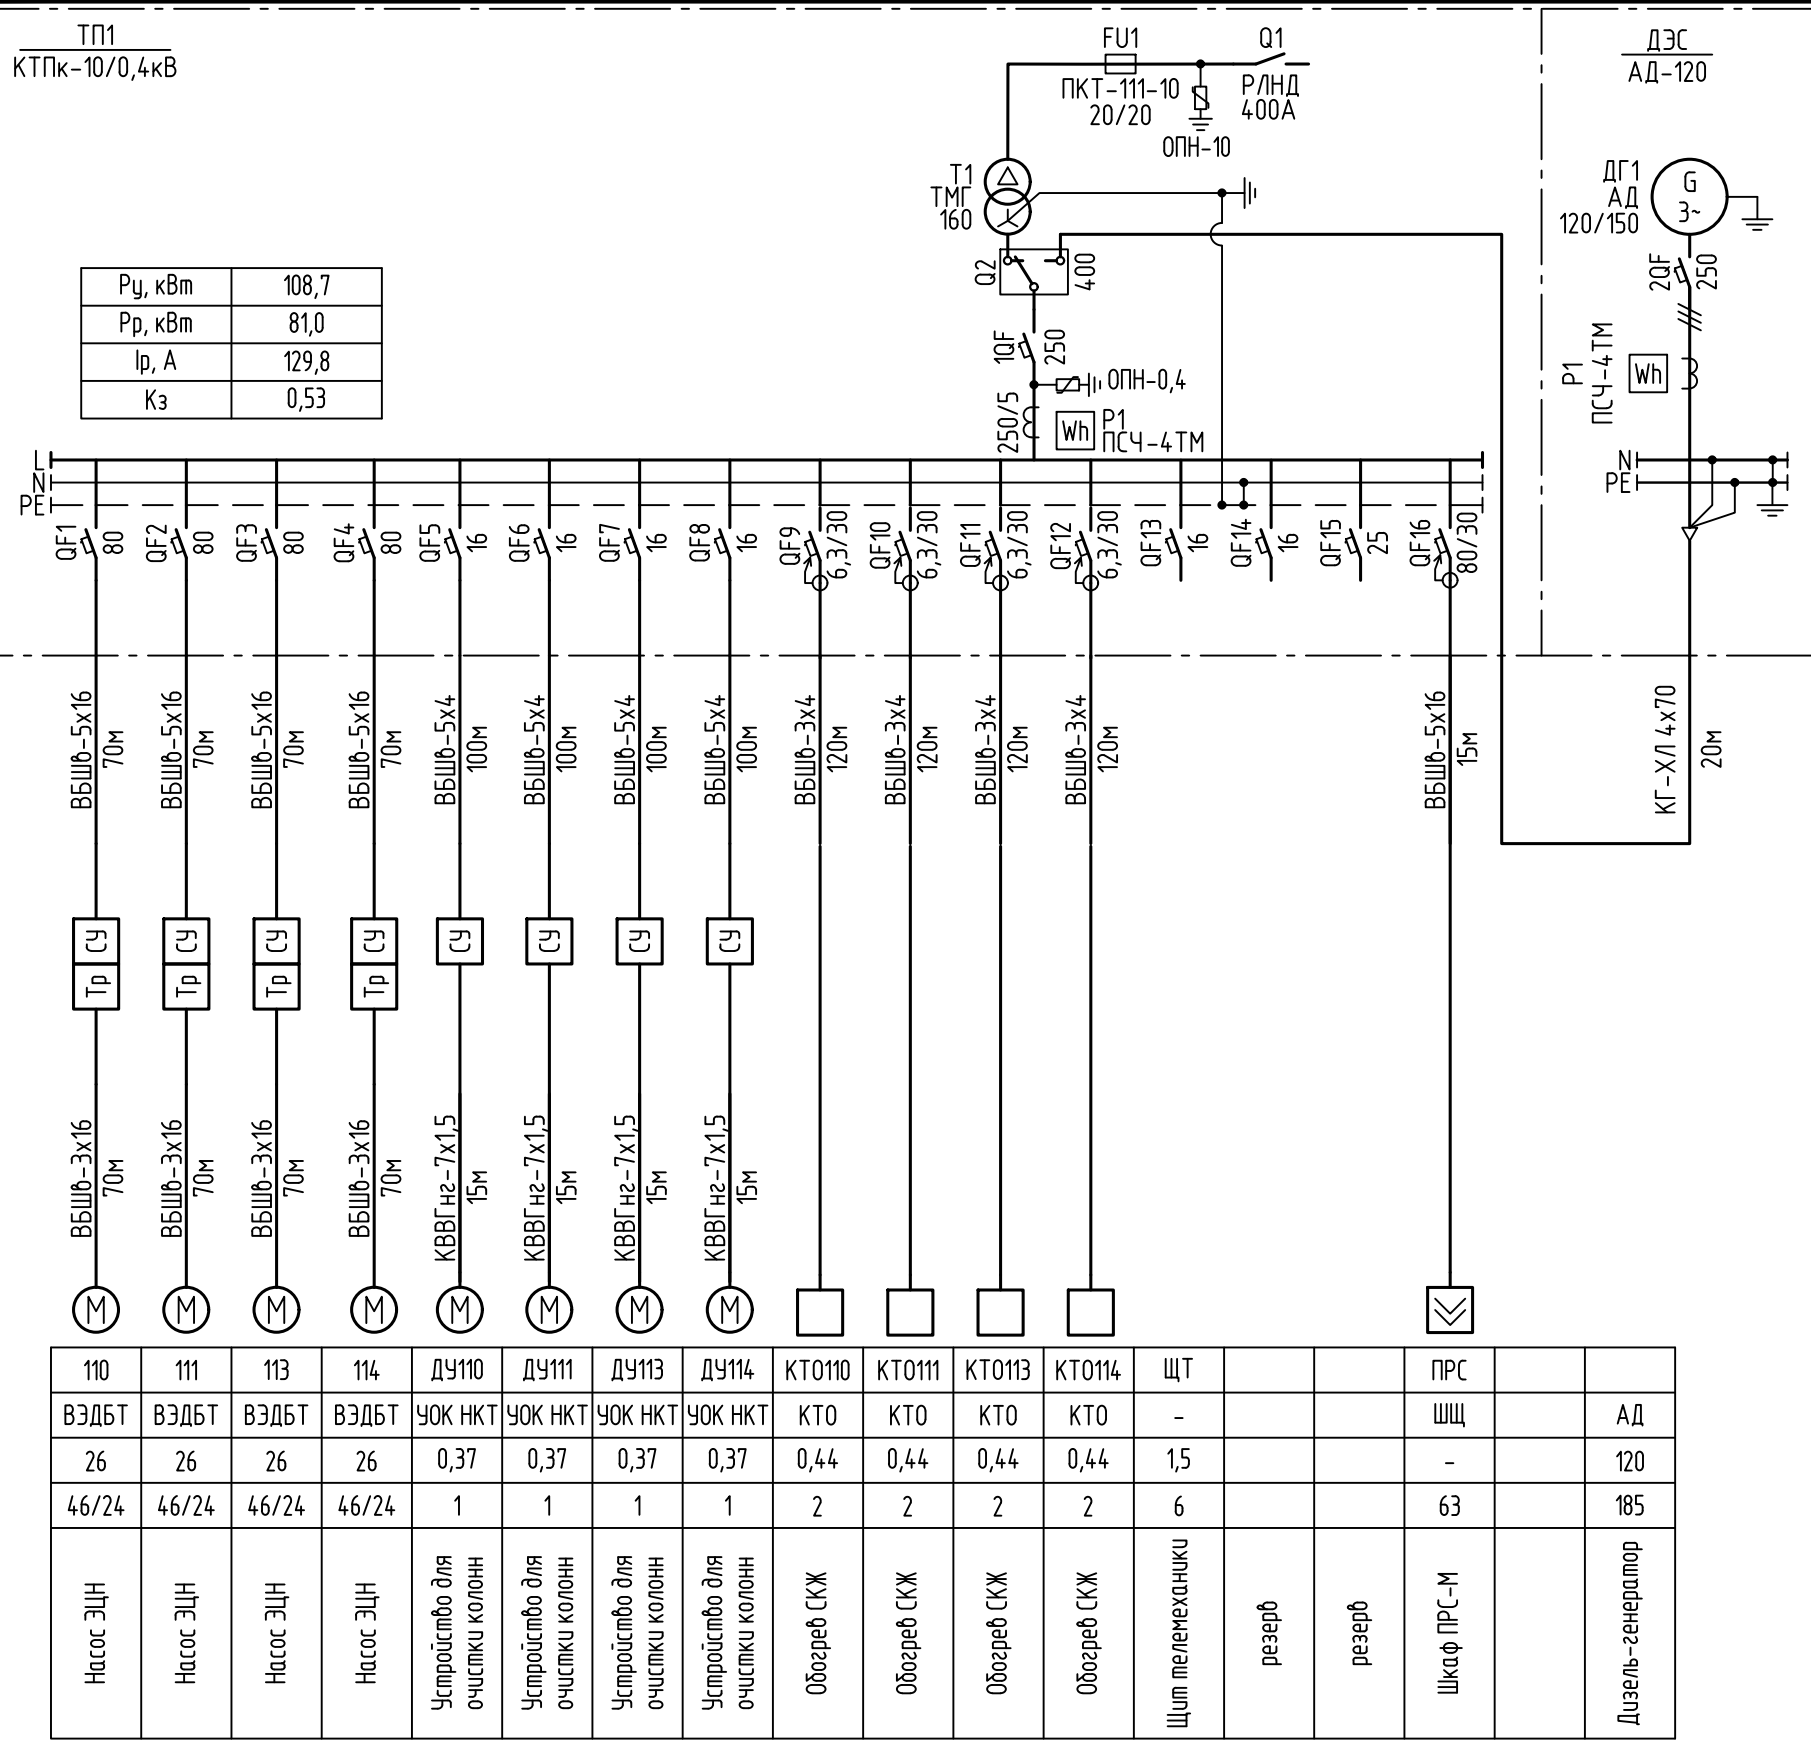 ТП1
КТПк-10/0,4кВ
FU1
Q1
ПКТ-111-10
20/20
РЛНД
400А
ОПН-10
ДЭС
АД-120
Т1
ТМГ
160
ДГ1
АД
120/150
G
3~
Q2
400
2QF
250
Ру, кВт 108,7
Рр, кВт 81,0
Iр, А 129,8
Кз 0,53
1QF
250
ОПН-0,4
250/5
Wh
Р1
ПСЧ-4ТМ
Р1
ПСЧ-4ТМ
Wh
L
N
PE
N
PE
QF1
80
QF2
80
QF3
80
QF4
80
QF5
16
QF6
16
QF7
16
QF8
16
QF9
6,3/30
QF10
6,3/30
QF11
6,3/30
QF12
6,3/30
QF13
16
QF14
16
QF15
25
QF16
80/30
ВБШв-5х16
70м
ВБШв-5х16
70м
ВБШв-5х16
70м
ВБШв-5х16
70м
ВБШв-5х4
100м
ВБШв-5х4
100м
ВБШв-5х4
100м
ВБШв-5х4
100м
ВБШв-3х4
120м
ВБШв-3х4
120м
ВБШв-3х4
120м
ВБШв-3х4
120м
ВБШв-5х16
15м
КГ-ХЛ 4х70
20м
СУ СУ СУ СУ СУ СУ СУ СУ
Тр Тр Тр Тр
ВБШв-3х16
70м
ВБШв-3х16
70м
ВБШв-3х16
70м
ВБШв-3х16
70м
КВВГнг-7х1,5
15м
КВВГнг-7х1,5
15м
КВВГнг-7х1,5
15м
КВВГнг-7х1,5
15м
М М М М М М М М
110 111 113 114 ДУ110 ДУ111 ДУ113 ДУ114 КТО110 КТО111 КТО113 КТО114 ЩТ ПРС
ВЭДБТ ВЭДБТ ВЭДБТ ВЭДБТ УОК НКТ УОК НКТ УОК НКТ УОК НКТ КТО КТО КТО КТО - ШЩ АД
26 26 26 26 0,37 0,37 0,37 0,37 0,44 0,44 0,44 0,44 1,5 - 120
46/24 46/24 46/24 46/24 1 1 1 1 2 2 2 2 6 63 185
Насос ЭЦН
Насос ЭЦН
Насос ЭЦН
Насос ЭЦН
Устройство для
очистки колонн
Устройство для
очистки колонн
Устройство для
очистки колонн
Устройство для
очистки колонн
Обогрев СКЖ
Обогрев СКЖ
Обогрев СКЖ
Обогрев СКЖ
Щит телемеханики
резерв
резерв
Шкаф ПРС-М
Дизель-генератор